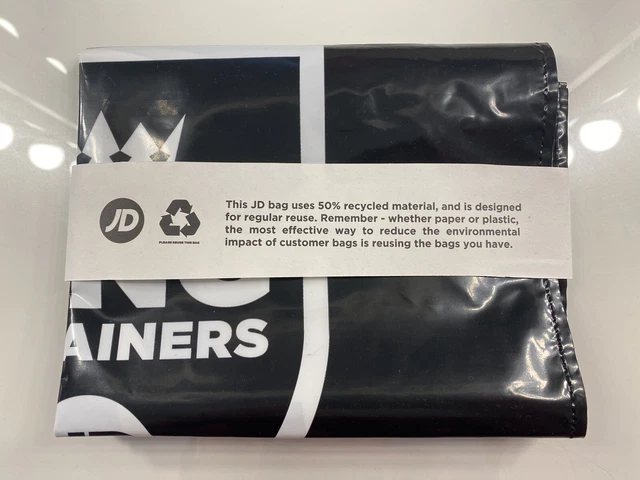 JD
PLEASE REUSE THIS BAG
This JD bag uses 50% recycled material, and is designed
for regular reuse. Remember - whether paper or plastic,
the most effective way to reduce the environmental
impact of customer bags is reusing the bags you have.
NG
AINERS